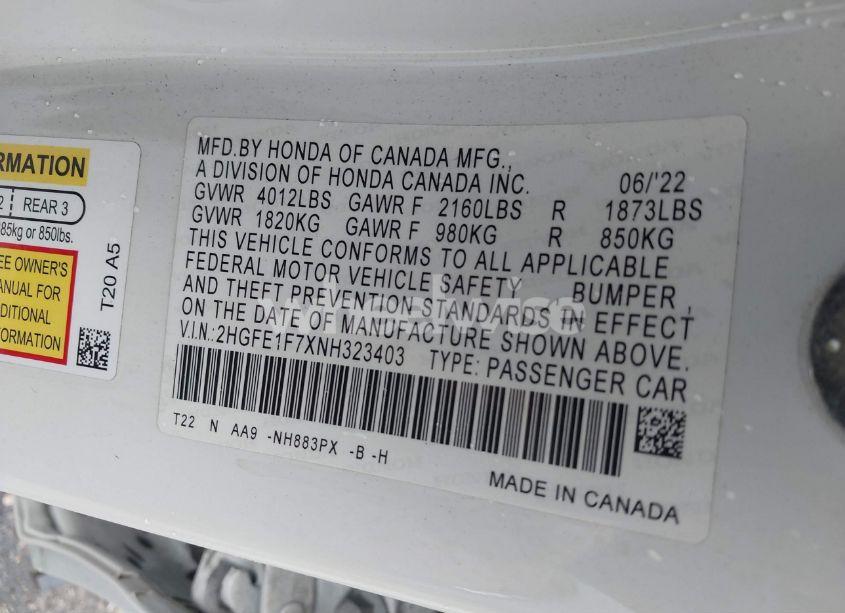 RMATION
2 REAR 3
85kg or 850lbs.
EE OWNER'S
ANUAL FOR
DITIONAL
FORMATION
T20 A5
MFD.BY HONDA OF CANADA MFG.,
A DIVISION OF HONDA CANADA INC. 06/'22
GVWR 4012LBS GAWR F 2160LBS R 1873LBS
GVWR 1820KG GAWR F 980KG R 850KG
THIS VEHICLE CONFORMS TO ALL APPLICABLE
FEDERAL MOTOR VEHICLE SAFETY, BUMPER,
AND THEFT PREVENTION STANDARDS IN EFFECT
ON THE DATE OF MANUFACTURE SHOWN ABOVE.
V.I.N.:2HGFE1F7XNH323403 TYPE: PASSENGER CAR
T22 N AA9 -NH883PX -B -H
MADE IN CANADA
wheelwise